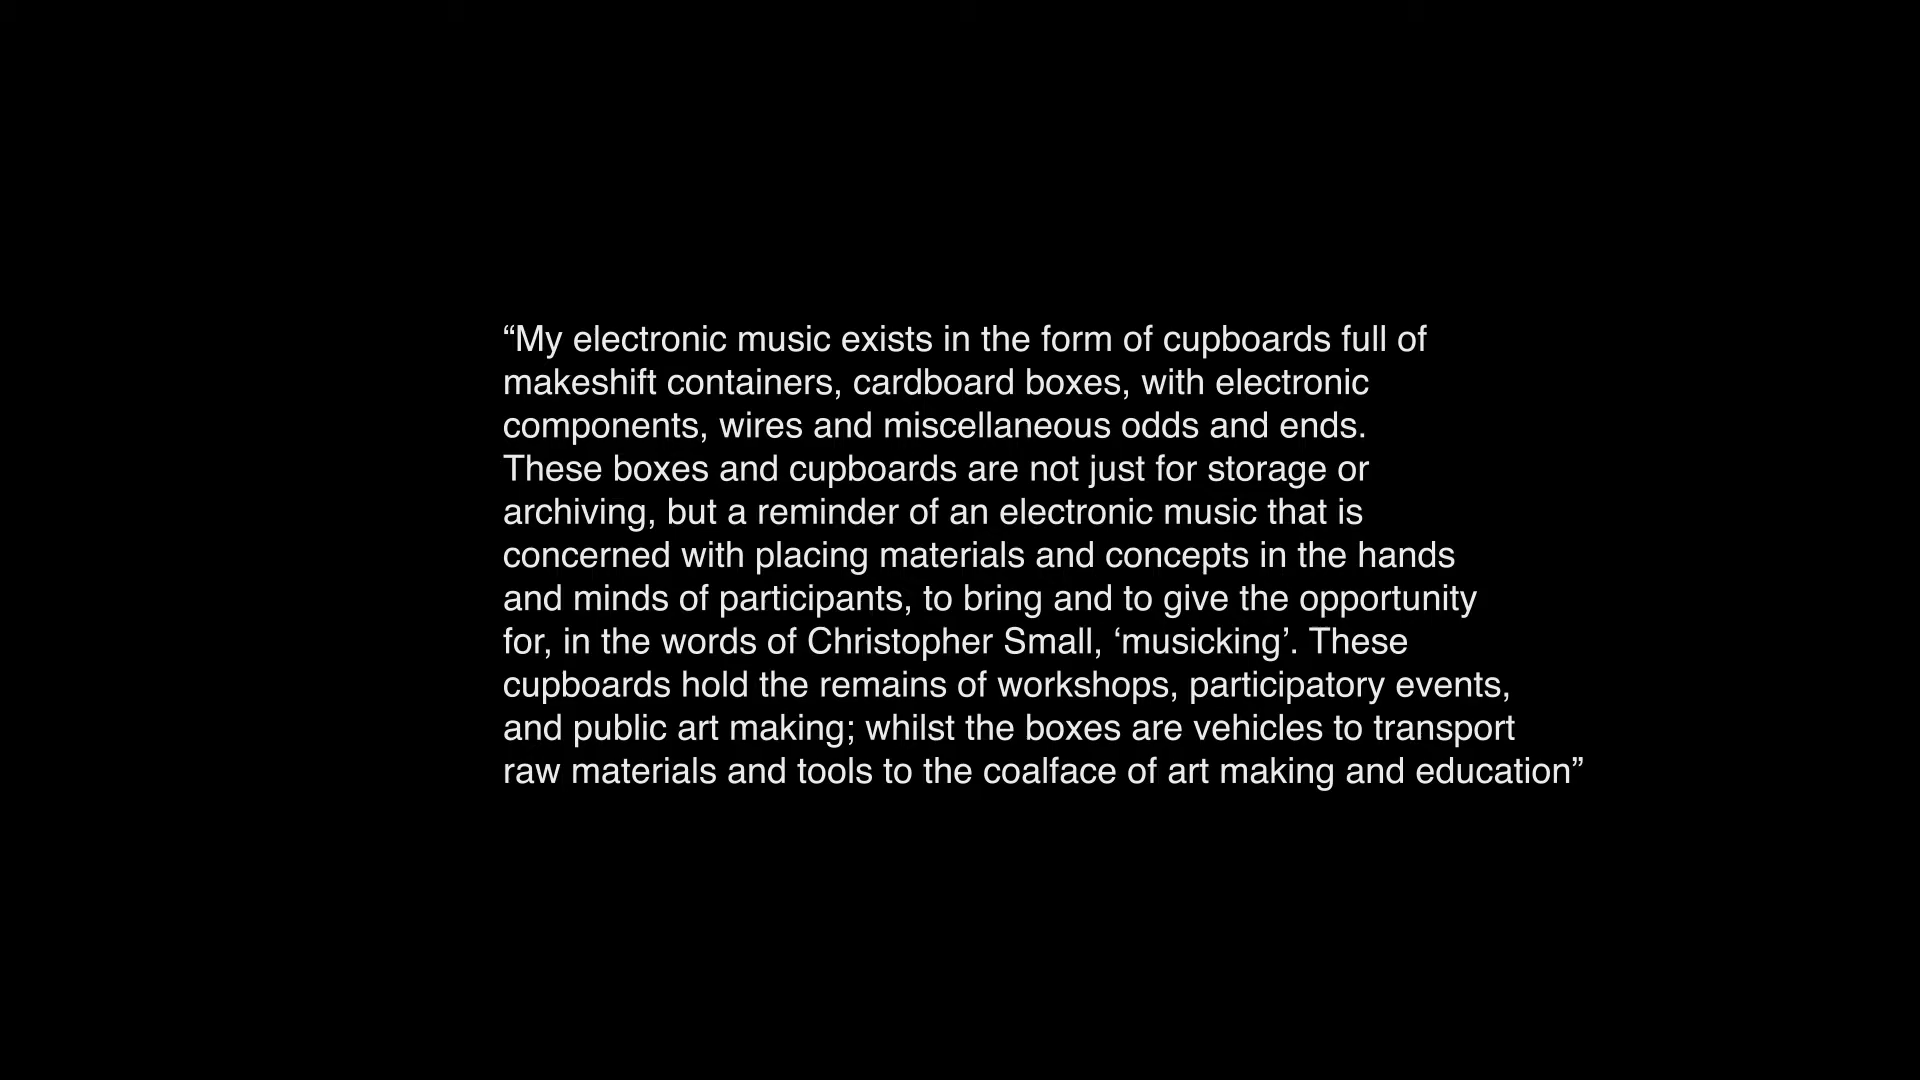 “My electronic music exists in the form of cupboards full of
makeshift containers, cardboard boxes, with electronic
components, wires and miscellaneous odds and ends.
These boxes and cupboards are not just for storage or
archiving, but a reminder of an electronic music that is
concerned with placing materials and concepts in the hands
and minds of participants, to bring and to give the opportunity
for, in the words of Christopher Small, ‘musicking’. These
cupboards hold the remains of workshops, participatory events,
and public art making; whilst the boxes are vehicles to transport
raw materials and tools to the coalface of art making and education”